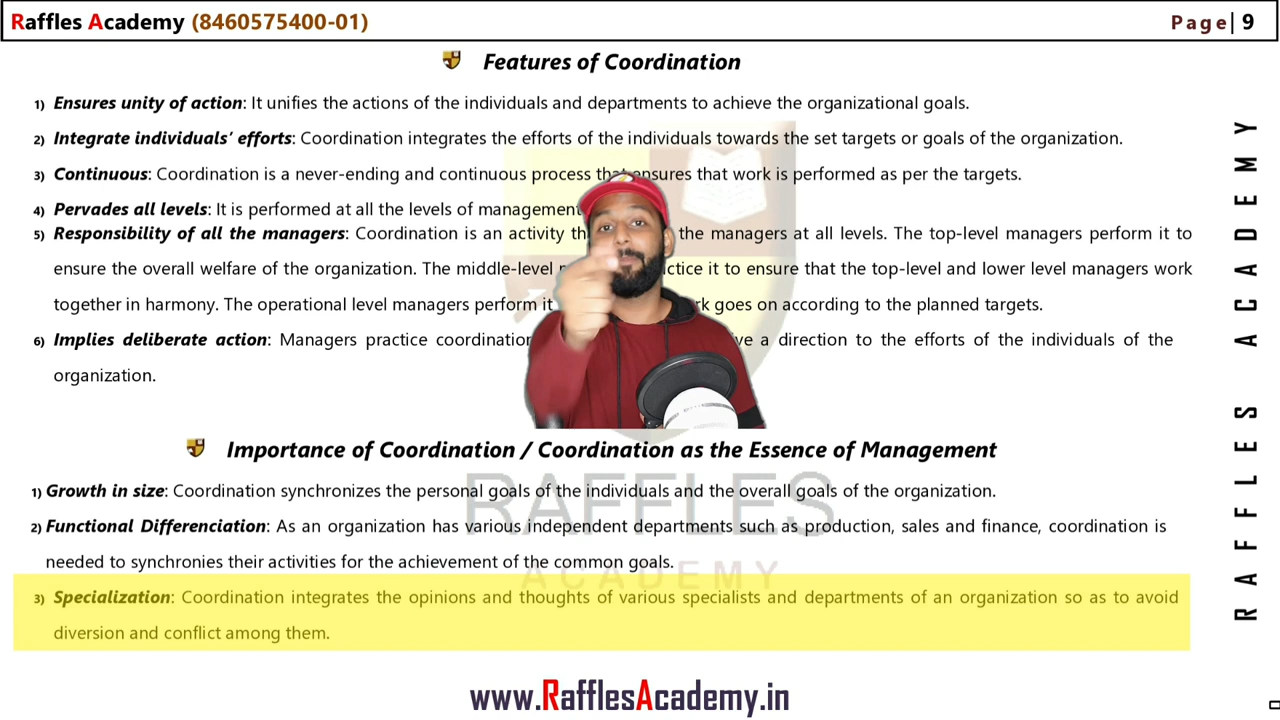 Raffles Academy (8460575400-01)
Page| 9
Features of Coordination
1) Ensures unity of action: It unifies the actions of the individuals and departments to achieve the organizational goals.
2) Integrate individuals’ efforts: Coordination integrates the efforts of the individuals towards the set targets or goals of the organization.
3) Continuous: Coordination is a never-ending and continuous process that ensures that work is performed as per the targets.
4) Pervades all levels: It is performed at all the levels of management
5) Responsibility of all the managers: Coordination is an activity the managers at all levels. The top-level managers perform it to
ensure the overall welfare of the organization. The middle-level it to ensure that the top-level and lower level managers work
together in harmony. The operational level managers perform it goes on according to the planned targets.
6) Implies deliberate action: Managers practice coordination a direction to the efforts of the individuals of the
organization.
Importance of Coordination / Coordination as the Essence of Management
1) Growth in size: Coordination synchronizes the personal goals of the individuals and the overall goals of the organization.
2) Functional Differenciation: As an organization has various independent departments such as production, sales and finance, coordination is
needed to synchronies their activities for the achievement of the common goals.
3) Specialization: Coordination integrates the opinions and thoughts of various specialists and departments of an organization so as to avoid
diversion and conflict among them.
RAFFLES
ACADEMY
www.RafflesAcademy.in
RAFFLES ACADEMY